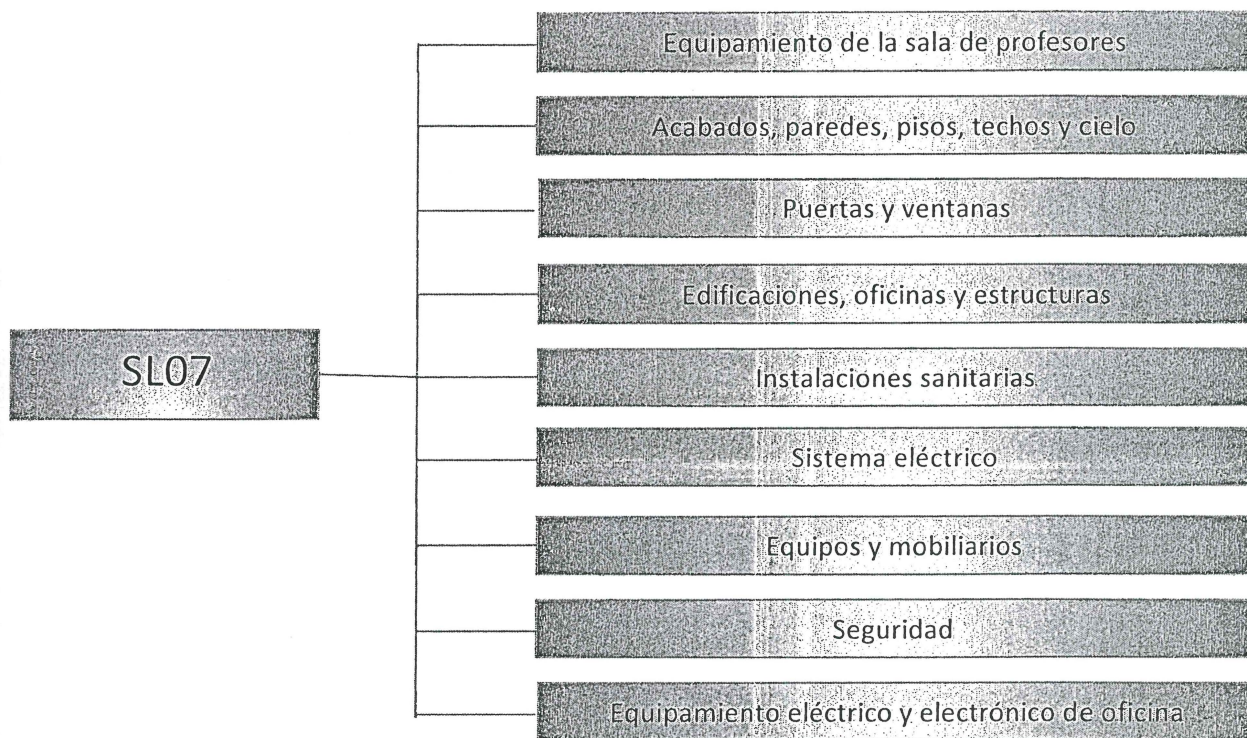 Equipamiento de la sala de profesores
Acabados, paredes, pisos, techos y cielo
Puertas y ventanas
Edificaciones, oficinas y estructuras
SL07
Instalaciones sanitarias
Sistema eléctrico
Equipos y mobiliarios
Seguridad
Equipamiento eléctrico y electrónico de oficina